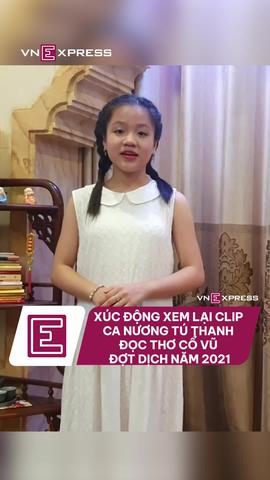 VNEXPRESS
VNEXPRESS
E
XÚC ĐỘNG XEM LẠI CLIP
CA NƯƠNG TÚ THANH
ĐỌC THƠ CỔ VŨ
ĐỢT DỊCH NĂM 2021